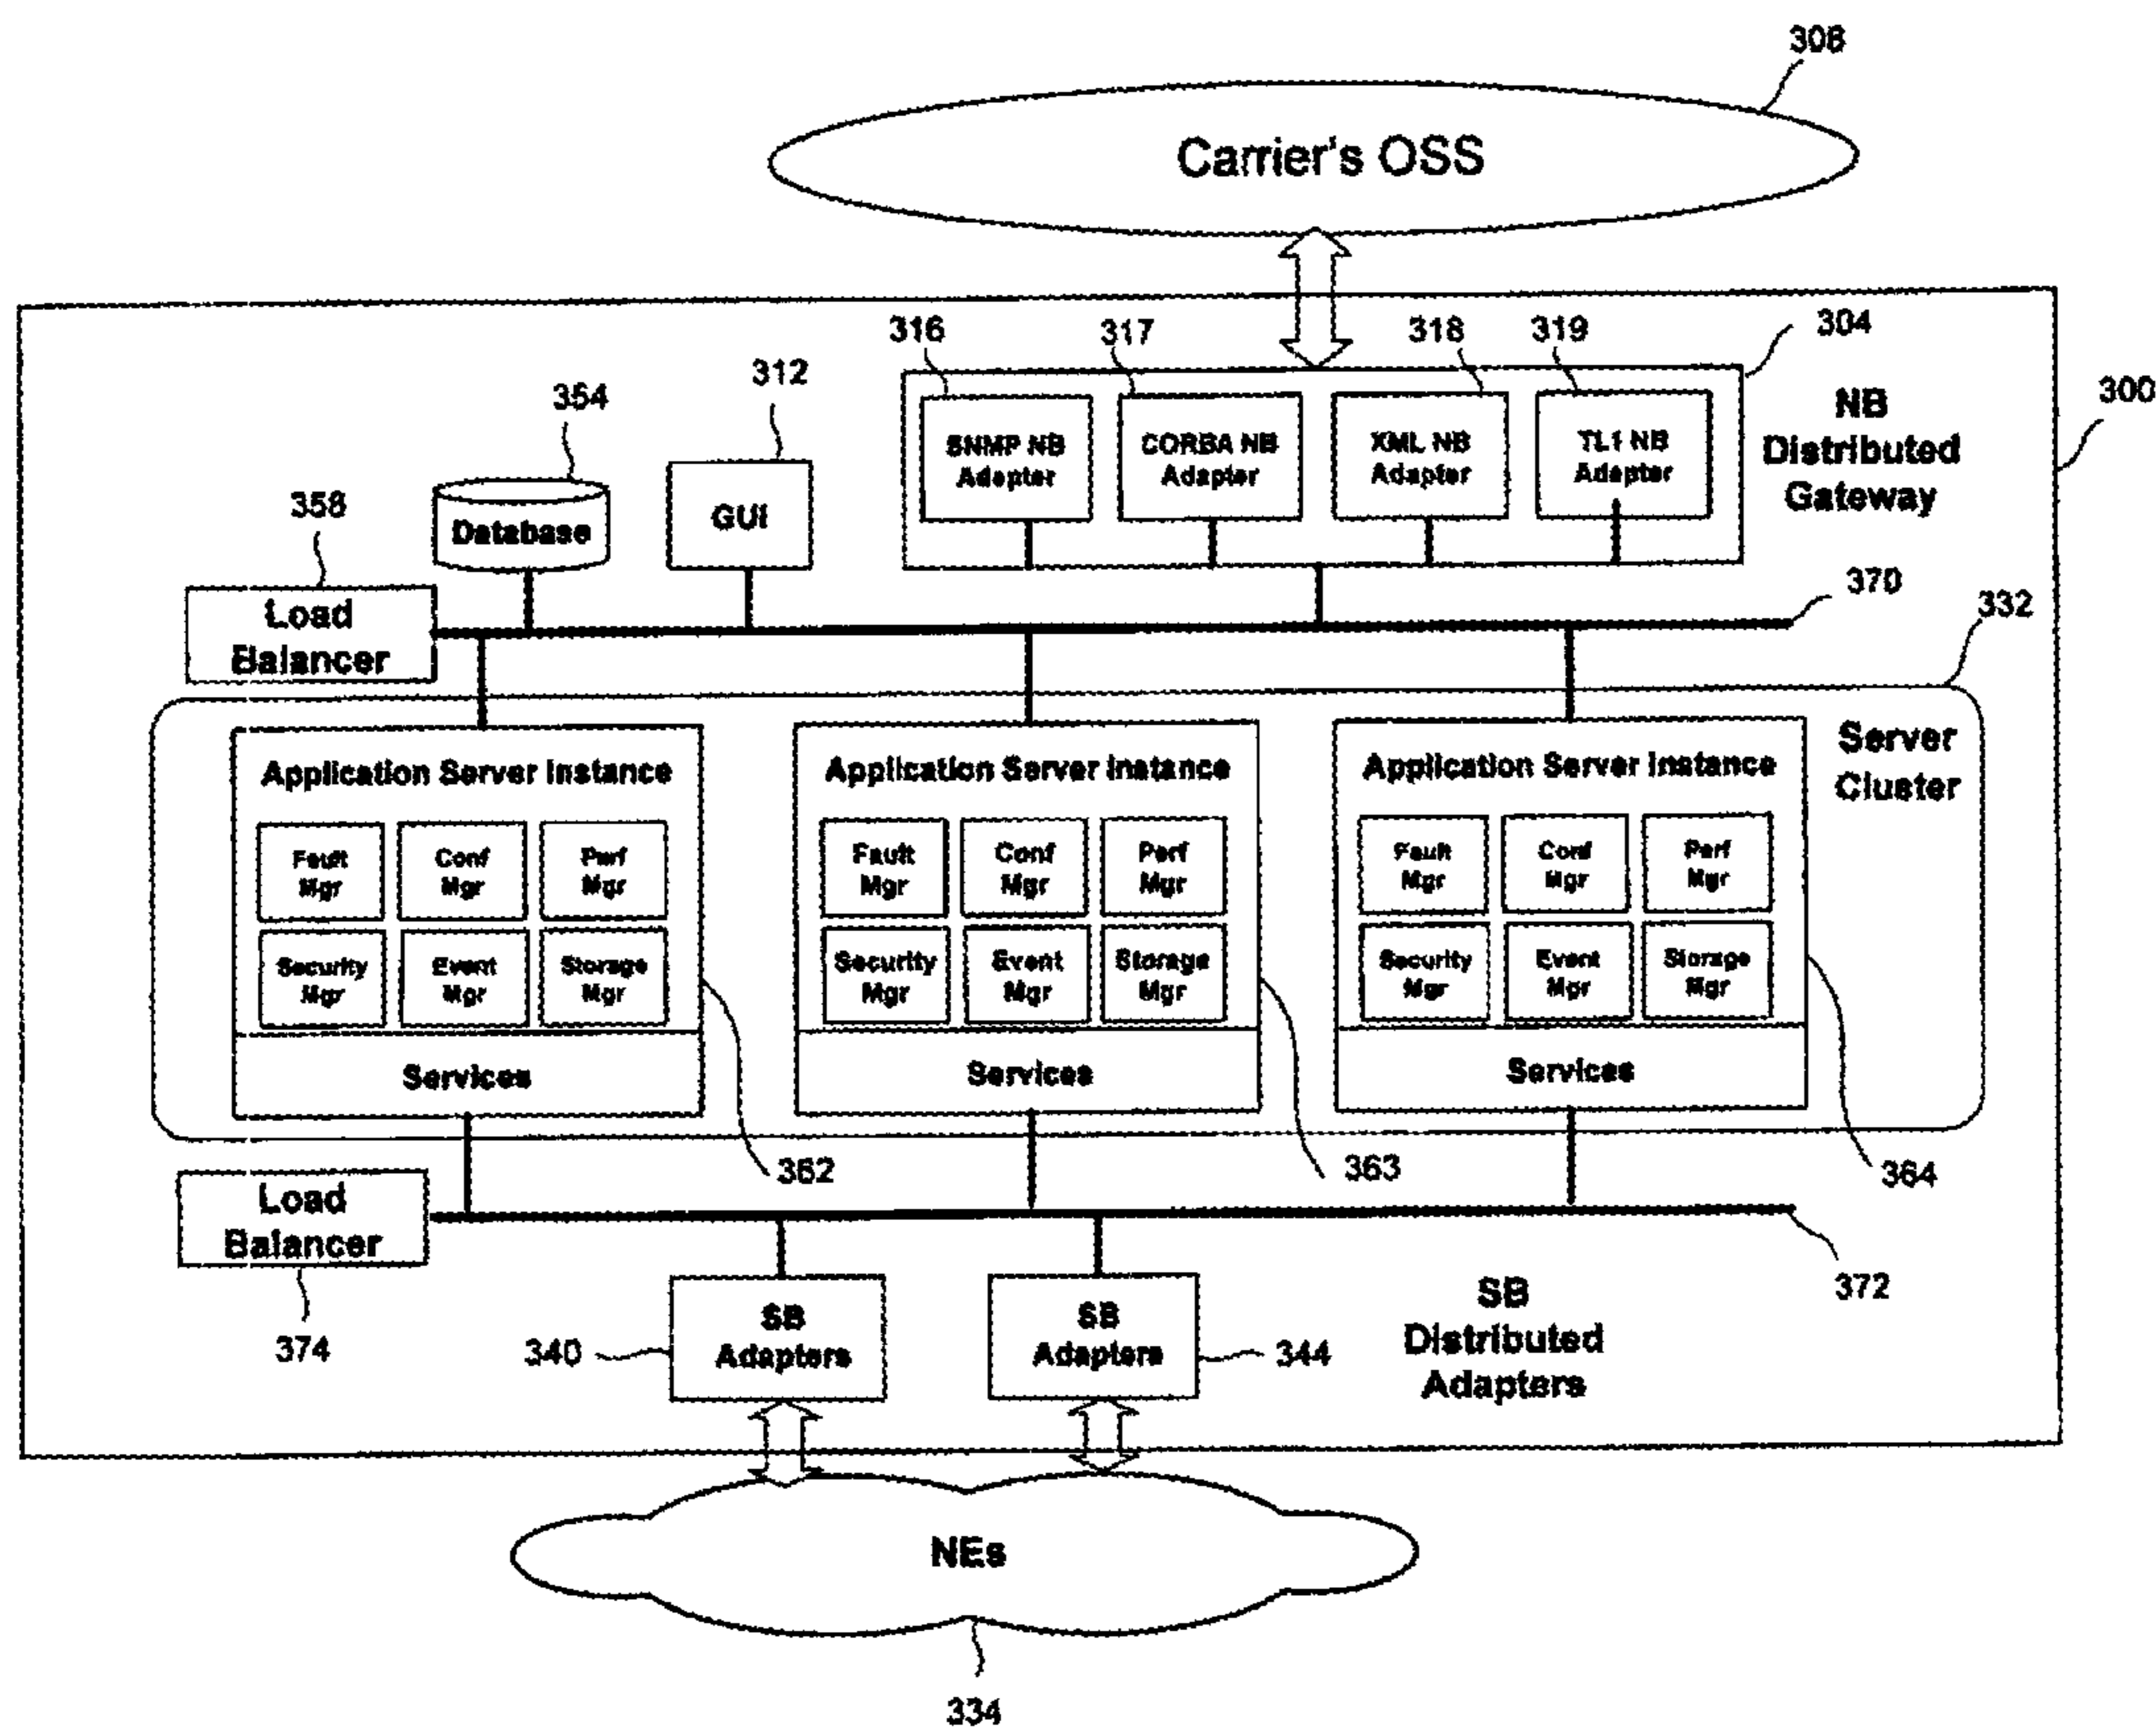 308
Carrier's OSS
316
317
318
319
304
300
312
354
358
SNMP NB
Adapter
CORBA NB
Adapter
XML NB
Adapter
TL1 NB
Adapter
NB
Distributed
Gateway
GUI
Database
Load
Balancer
370
332
Server
Cluster
Application Server Instance
Fault
Mgr
Conf
Mgr
Perf
Mgr
Security
Mgr
Event
Mgr
Storage
Mgr
Services
Application Server Instance
Fault
Mgr
Conf
Mgr
Perf
Mgr
Security
Mgr
Event
Mgr
Storage
Mgr
Services
Application Server Instance
Fault
Mgr
Conf
Mgr
Perf
Mgr
Security
Mgr
Event
Mgr
Storage
Mgr
Services
362
363
364
Load
Balancer
374
372
SB
Adapters
340
SB
Adapters
344
SB
Distributed
Adapters
NEs
334